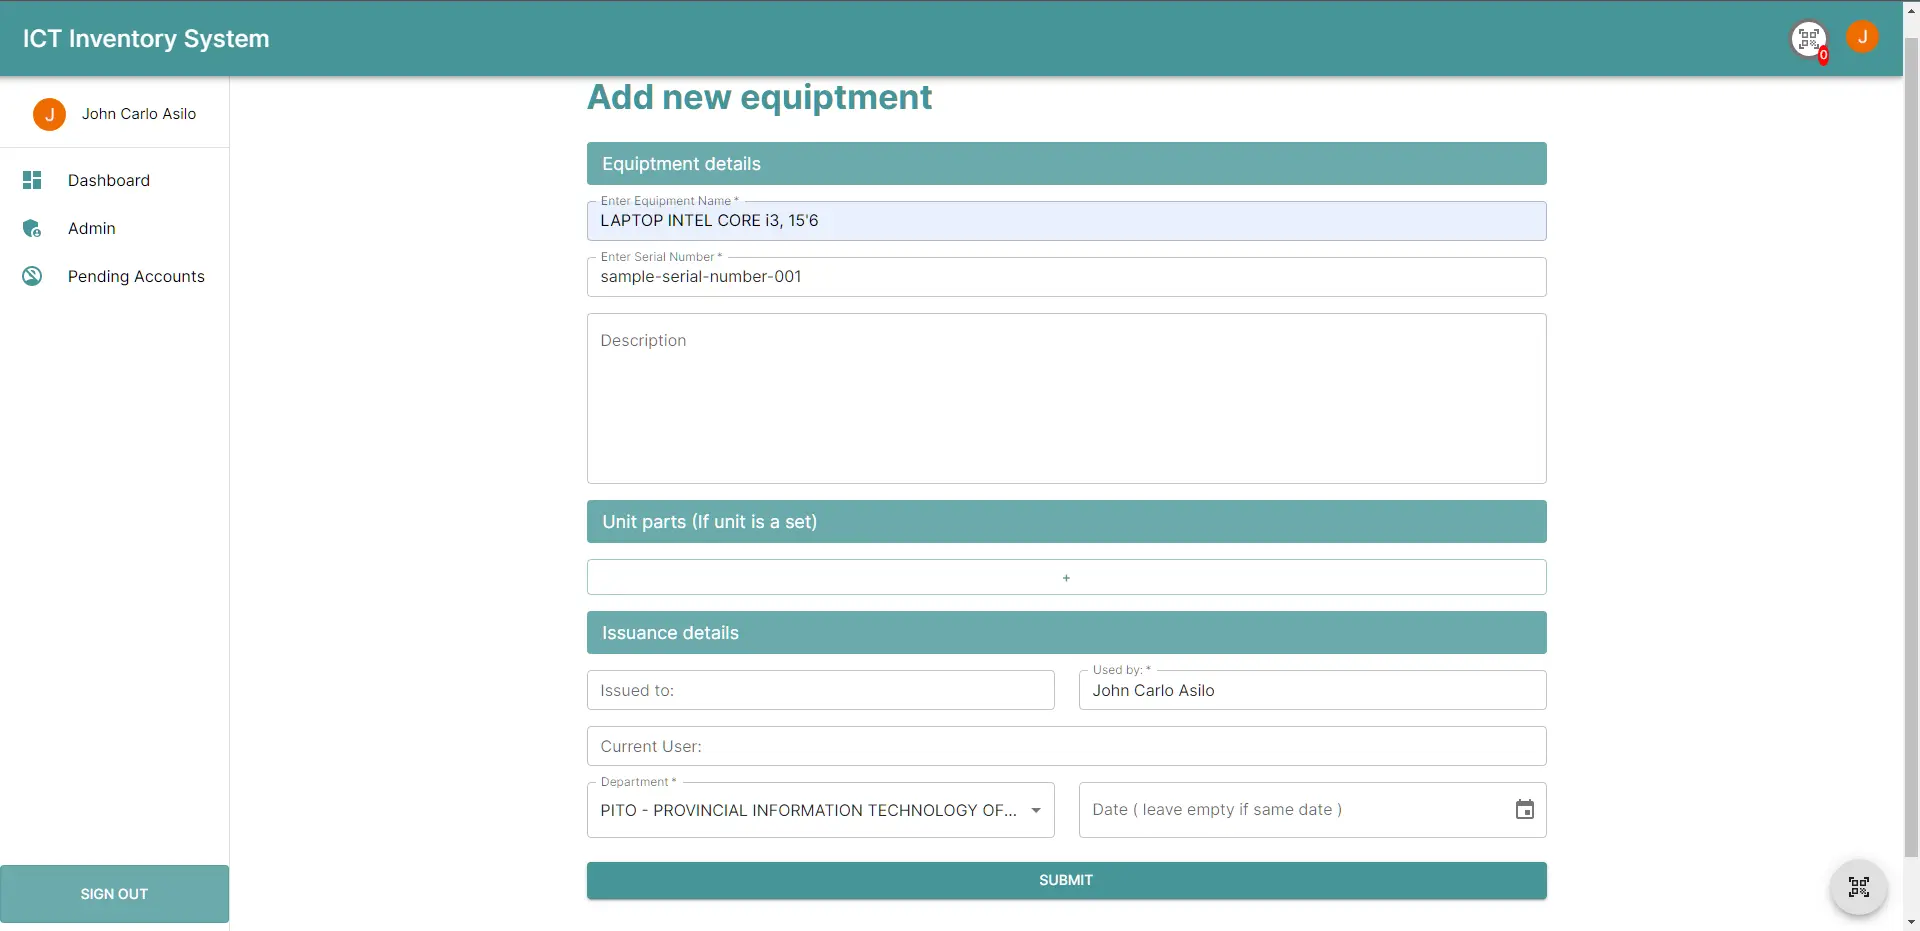 ICT Inventory System
0
J
J
John Carlo Asilo
Dashboard
Admin
Pending Accounts
SIGN OUT
Add new equiptment
Equiptment details
Enter Equipment Name *
LAPTOP INTEL CORE i3, 15'6
Enter Serial Number *
sample-serial-number-001
Description
Unit parts (If unit is a set)
+
Issuance details
Issued to:
Used by: *
John Carlo Asilo
Current User:
Department *
PITO - PROVINCIAL INFORMATION TECHNOLOGY OF...
Date ( leave empty if same date )
SUBMIT